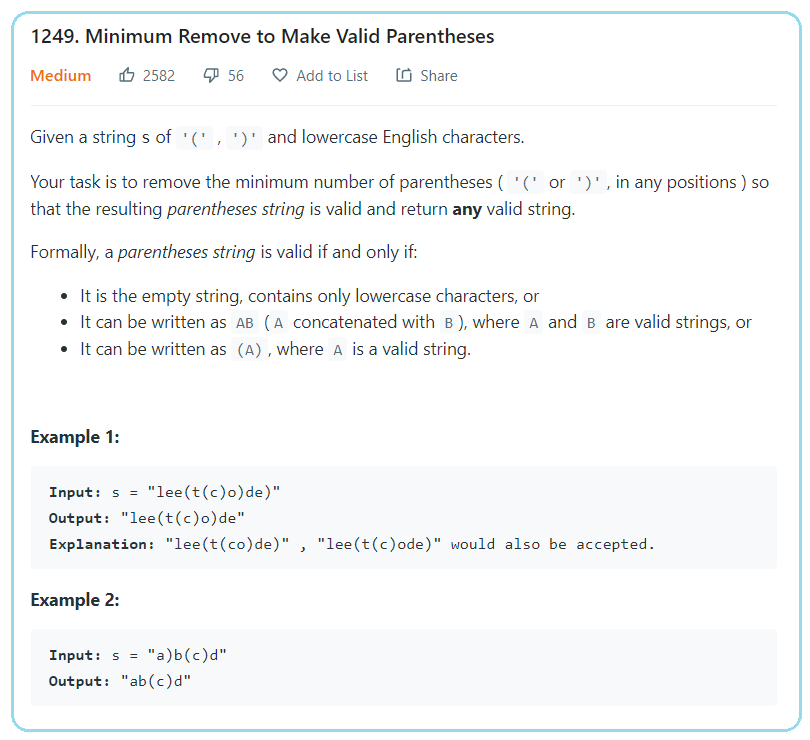 1249. Minimum Remove to Make Valid Parentheses
Medium 2582 56 Add to List Share
Given a string s of '(' , ')' and lowercase English characters.
Your task is to remove the minimum number of parentheses ( '(' or ')' , in any positions ) so
that the resulting parentheses string is valid and return any valid string.
Formally, a parentheses string is valid if and only if:
• It is the empty string, contains only lowercase characters, or
• It can be written as AB ( A concatenated with B ), where A and B are valid strings, or
• It can be written as (A) , where A is a valid string.
Example 1:
Input: s = "lee(t(c)o)de)"
Output: "lee(t(c)o)de"
Explanation: "lee(t(co)de)" , "lee(t(c)ode)" would also be accepted.
Example 2:
Input: s = "a)b(c)d"
Output: "ab(c)d"